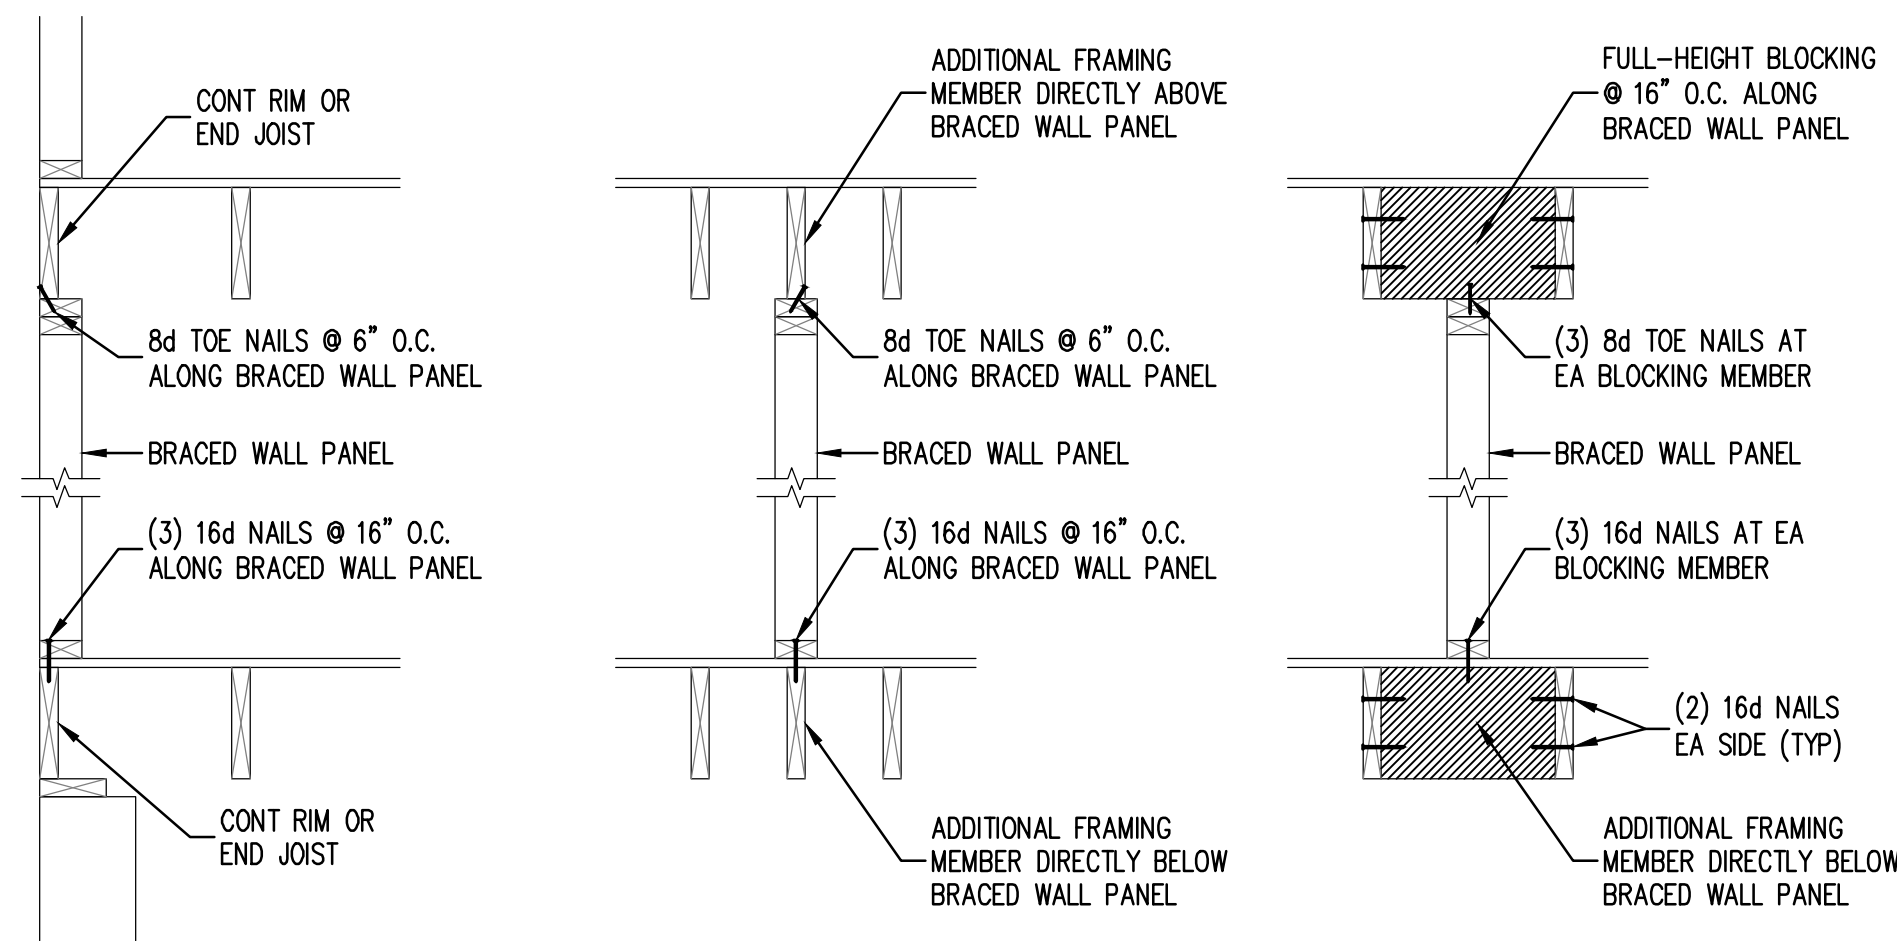 CONT RIM OR
END JOIST
8d TOE NAILS @ 6" O.C.
ALONG BRACED WALL PANEL
BRACED WALL PANEL
(3) 16d NAILS @ 16" O.C.
ALONG BRACED WALL PANEL
CONT RIM OR
END JOIST
ADDITIONAL FRAMING
MEMBER DIRECTLY ABOVE
BRACED WALL PANEL
8d TOE NAILS @ 6" O.C.
ALONG BRACED WALL PANEL
BRACED WALL PANEL
(3) 16d NAILS @ 16" O.C.
ALONG BRACED WALL PANEL
ADDITIONAL FRAMING
MEMBER DIRECTLY BELOW
BRACED WALL PANEL
FULL-HEIGHT BLOCKING
@ 16" O.C. ALONG
BRACED WALL PANEL
(3) 8d TOE NAILS AT
EA BLOCKING MEMBER
BRACED WALL PANEL
(3) 16d NAILS AT EA
BLOCKING MEMBER
(2) 16d NAILS
EA SIDE (TYP)
ADDITIONAL FRAMING
MEMBER DIRECTLY BELOW
BRACED WALL PANEL